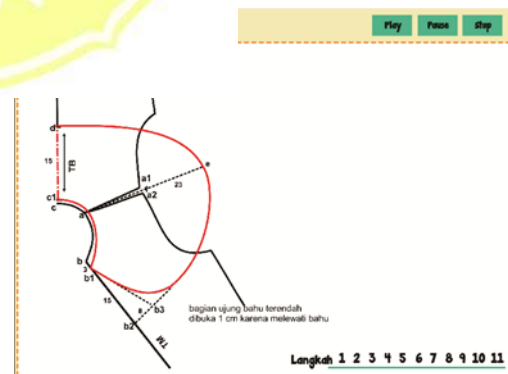 Play Pause Stop
d
15
TB
c1
c
a
a1
a2
23
e
b
3
b1
15
8
b3
b2
TM
bagian ujung bahu terendah
dibuka 1 cm karena melewati bahu
Langkah 1 2 3 4 5 6 7 8 9 10 11